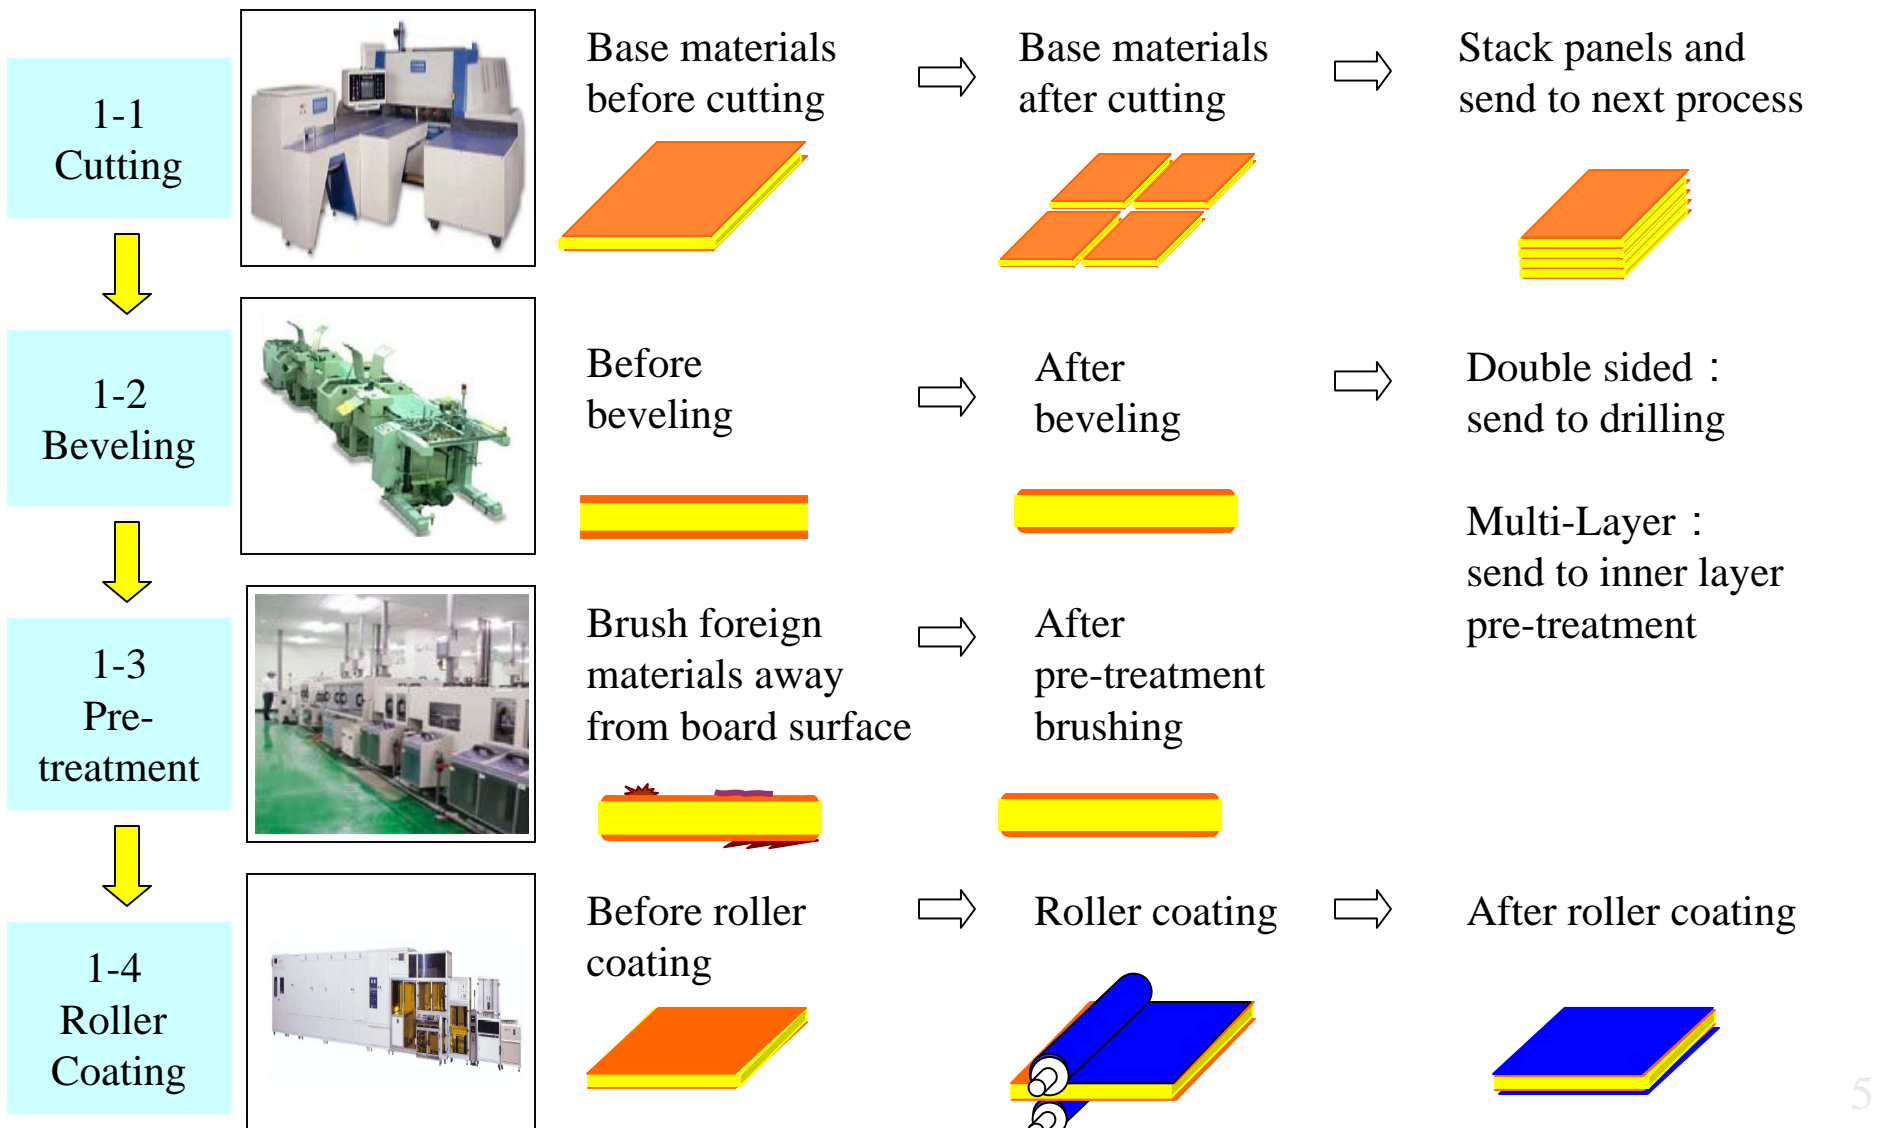 1-1
Cutting
Base materials
before cutting
Base materials
after cutting
Stack panels and
send to next process
1-2
Beveling
Before
beveling
After
beveling
Double sided：
send to drilling
Multi-Layer：
send to inner layer
pre-treatment
1-3
Pre-
treatment
Brush foreign
materials away
from board surface
After
pre-treatment
brushing
1-4
Roller
Coating
Before roller
coating
Roller coating
After roller coating
5